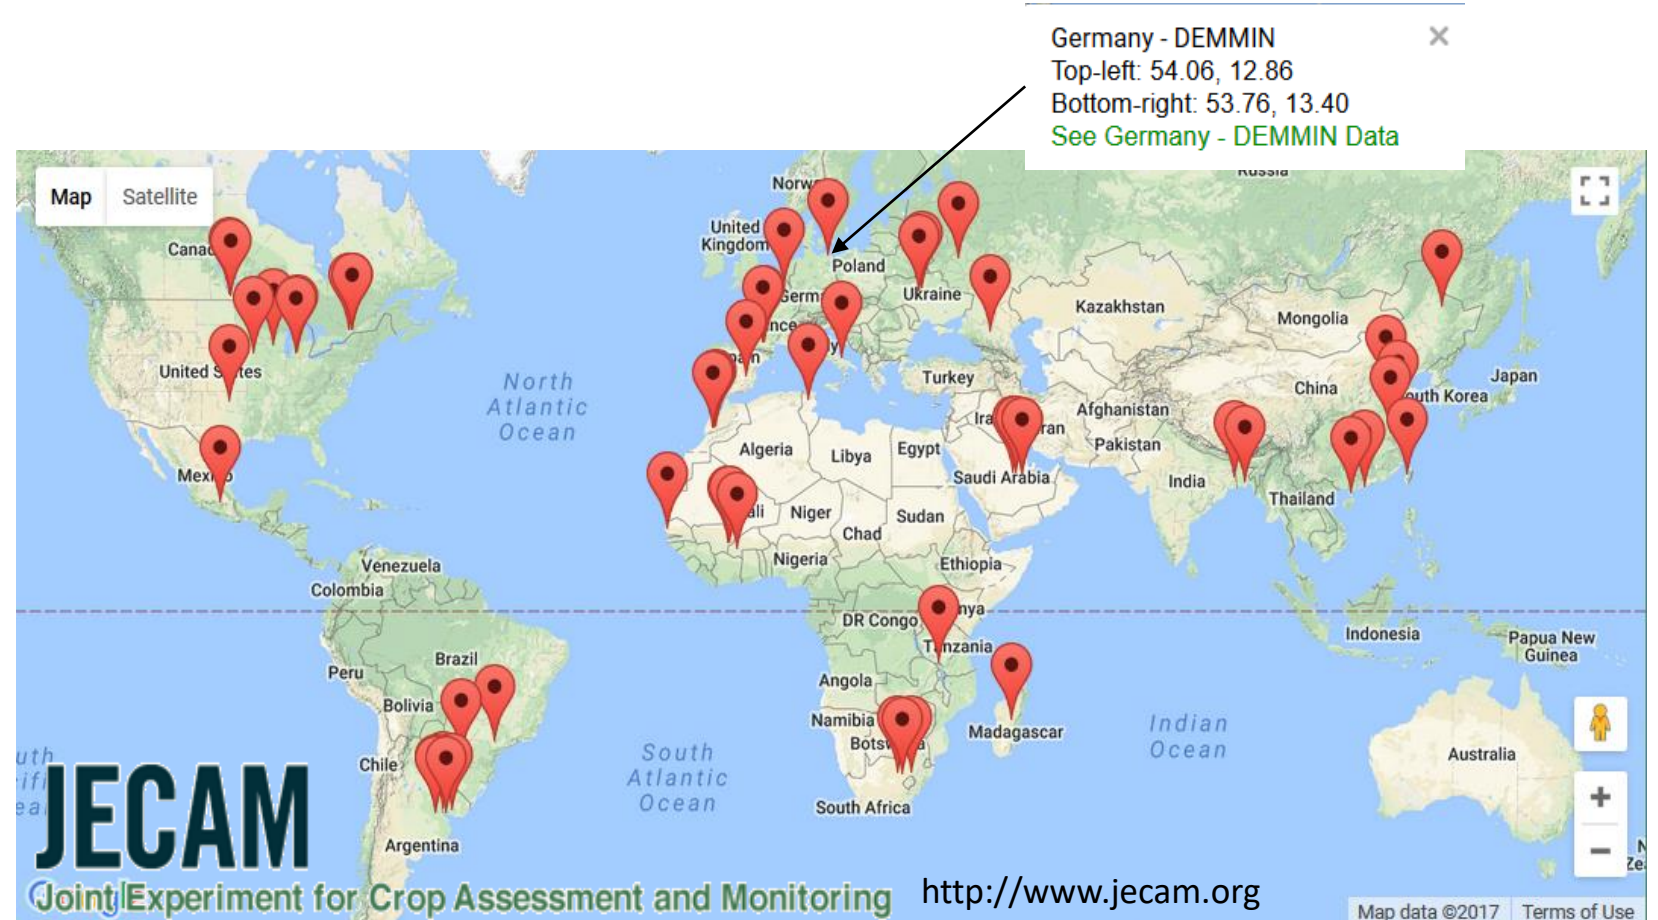 Germany - DEMMIN
Top-left: 54.06, 12.86
Bottom-right: 53.76, 13.40
See Germany - DEMMIN Data
Map Satellite
Russia
United
Kingdom
Poland
Ukraine
Kazakhstan
Mongolia
United
North
Atlantic
Ocean
Turkey
China
Japan
South Korea
Afghanistan
Algeria
Libya
Egypt
Pakistan
Saudi Arabia
India
Thailand
Niger
Sudan
Chad
Nigeria
Ethiopia
Venezuela
Colombia
DR Congo
Indonesia
Papua New
Guinea
Brazil
Peru
Angola
Bolivia
Namibia
Madagascar
Indian
Ocean
Australia
Chile
South
Atlantic
Ocean
South Africa
Argentina
JECAM
Joint Experiment for Crop Assessment and Monitoring
http://www.jecam.org
Map data ©2017 Terms of Use